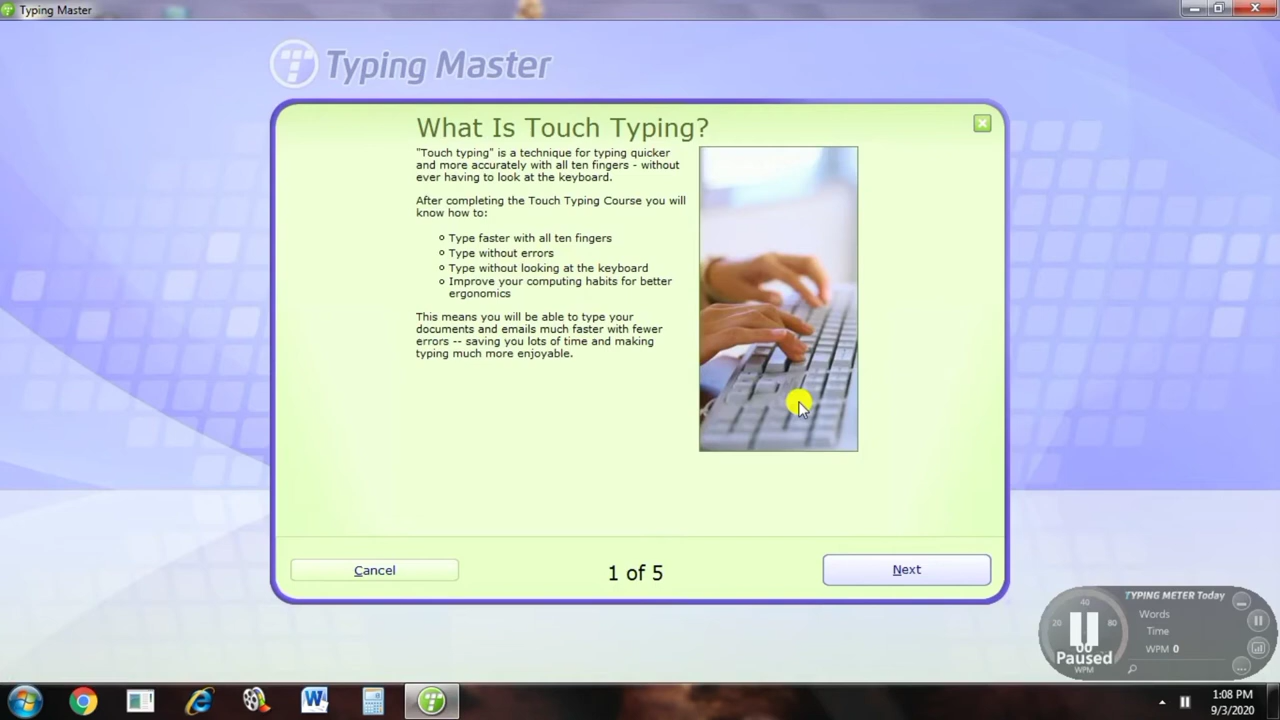 Typing Master
Typing Master
What Is Touch Typing?
"Touch typing" is a technique for typing quicker
and more accurately with all ten fingers - without
ever having to look at the keyboard.
After completing the Touch Typing Course you will
know how to:
Type faster with all ten fingers
Type without errors
Type without looking at the keyboard
Improve your computing habits for better
ergonomics
This means you will be able to type your
documents and emails much faster with fewer
errors -- saving you lots of time and making
typing much more enjoyable.
Cancel
1 of 5
Next
TYPING METER Today
40
20
80
Words
Time
00
WPM 0
Paused
WPM
1:08 PM
9/3/2020